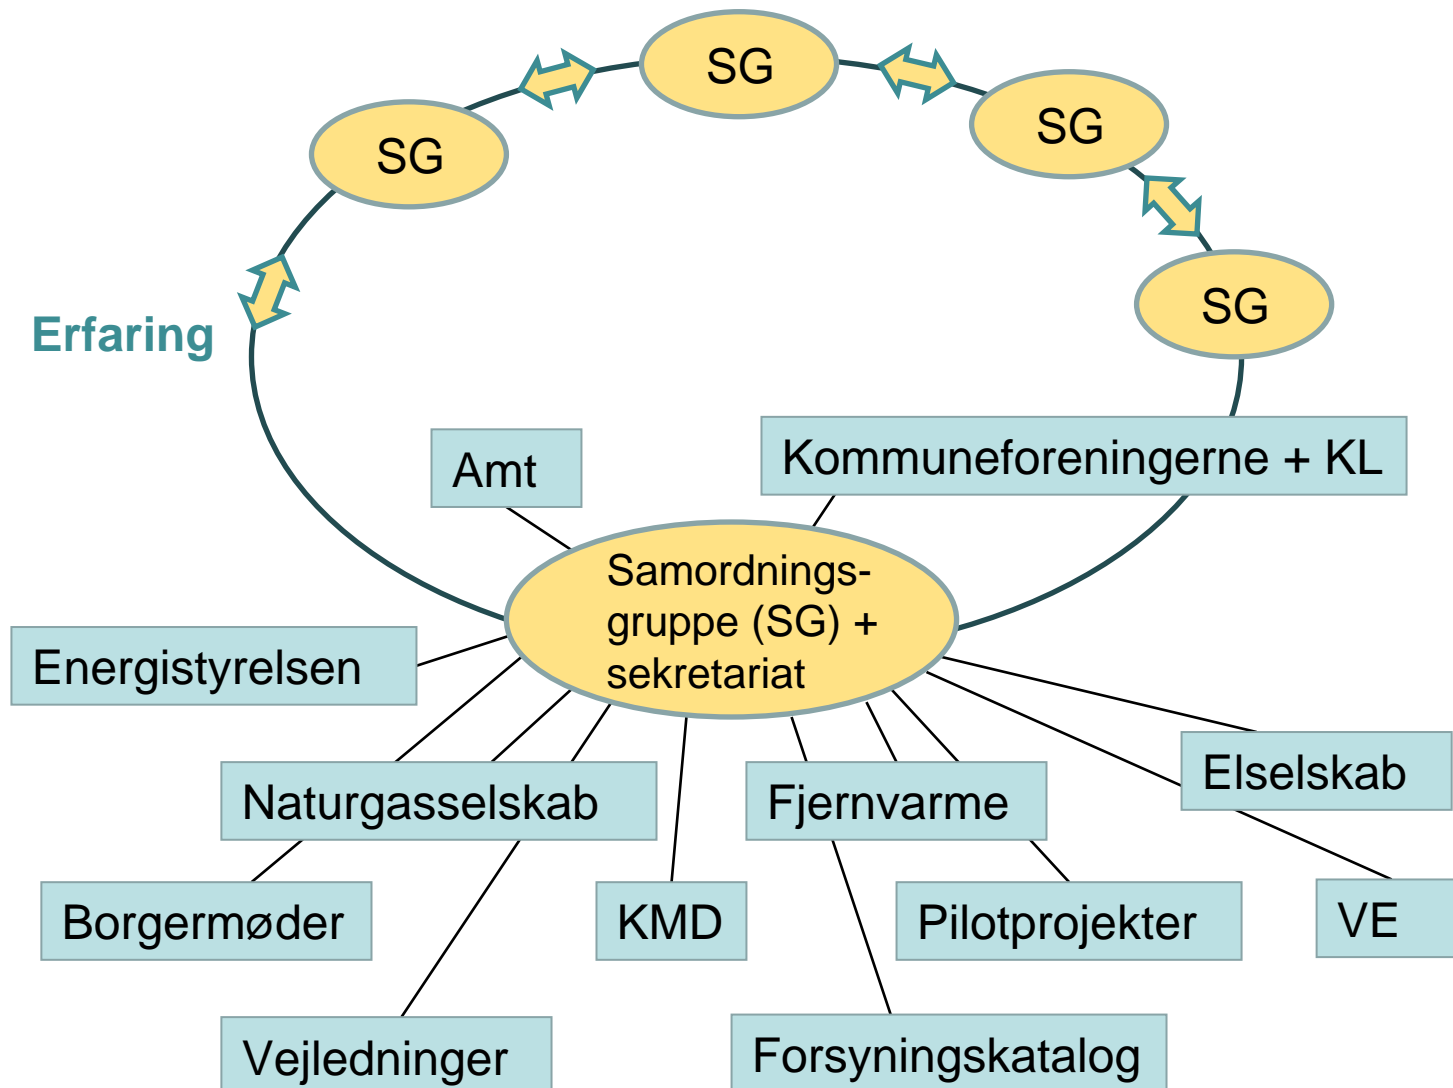 SG
SG
SG
SG
Erfaring
Amt
Kommuneforeningerne + KL
Samordnings-
gruppe (SG) +
sekretariat
Energistyrelsen
Naturgasselskab
Fjernvarme
Elselskab
Borgermøder
KMD
Pilotprojekter
VE
Vejledninger
Forsyningskatalog